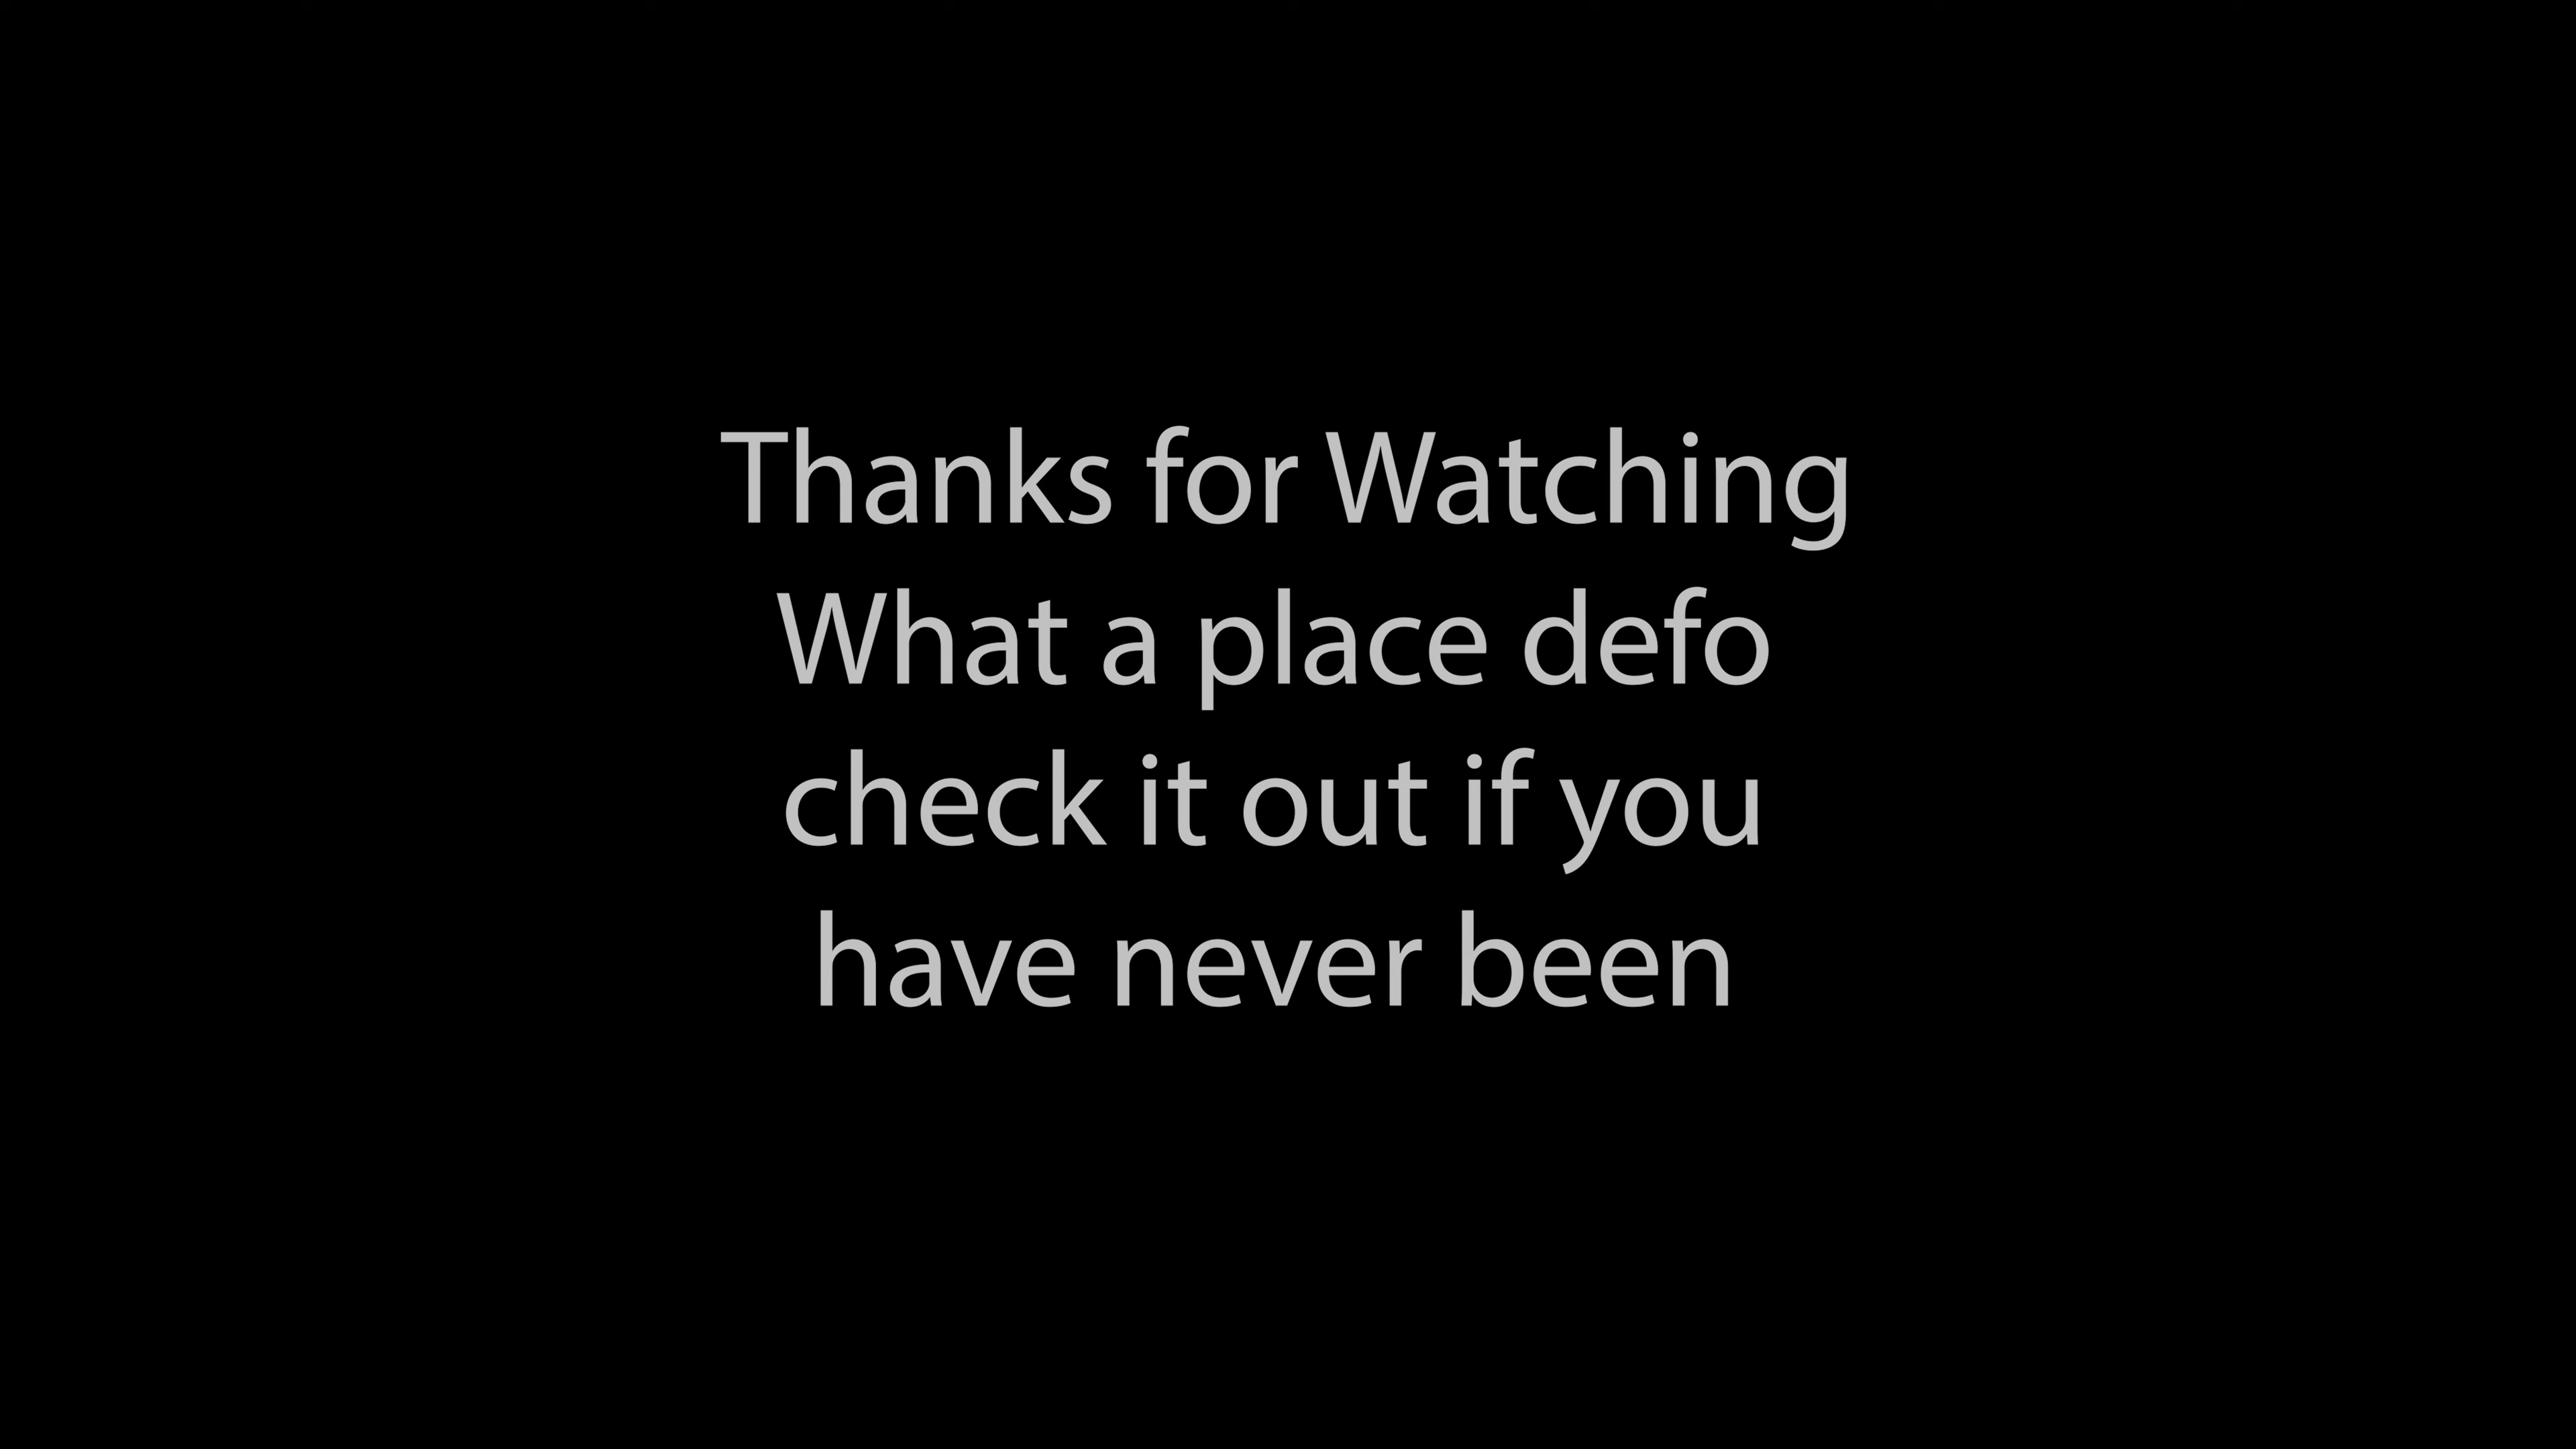 Thanks for Watching
What a place defo
check it out if you
have never been